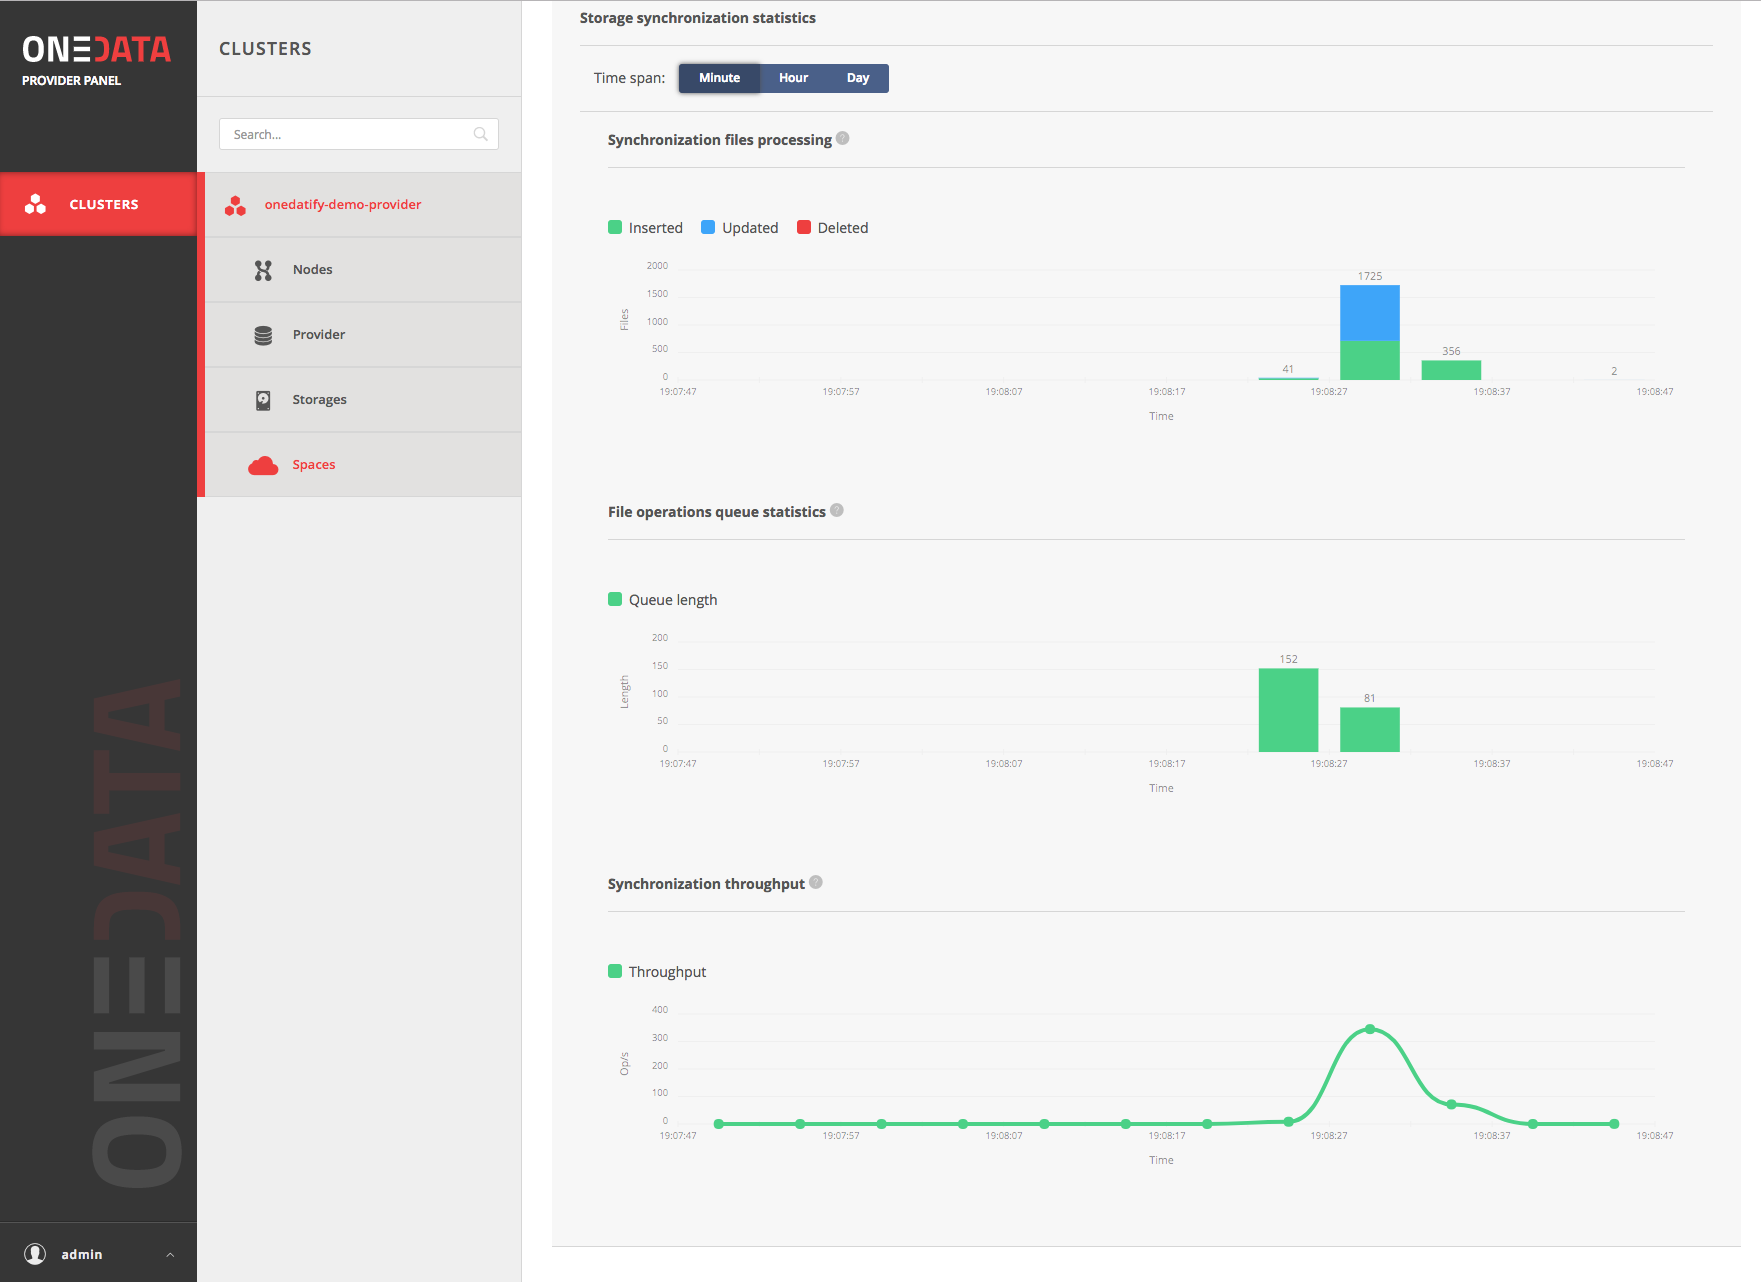 ONEDATA
PROVIDER PANEL
CLUSTERS
admin
ONEDATA
CLUSTERS
Search...
onedatify-demo-provider
Nodes
Provider
Storages
Spaces
Storage synchronization statistics
Time span: Minute Hour Day
Synchronization files processing ?
Inserted Updated Deleted
2000
1500
1000
500
0
Files
41
1725
356
2
19:07:47 19:07:57 19:08:07 19:08:17 19:08:27 19:08:37 19:08:47
Time
File operations queue statistics ?
Queue length
200
150
100
50
0
Length
152
81
19:07:47 19:07:57 19:08:07 19:08:17 19:08:27 19:08:37 19:08:47
Time
Synchronization throughput ?
Throughput
400
300
200
100
0
Op/s
19:07:47 19:07:57 19:08:07 19:08:17 19:08:27 19:08:37 19:08:47
Time